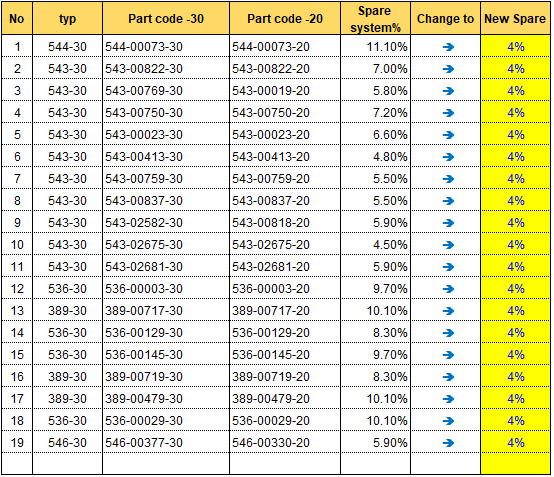 No typ Part code -30 Part code -20 Spare system% Change to New Spare
1 544-30 544-00073-30 544-00073-20 11.10% ➔ 4%
2 543-30 543-00822-30 543-00822-20 7.00% ➔ 4%
3 543-30 543-00769-30 543-00019-20 5.80% ➔ 4%
4 543-30 543-00750-30 543-00750-20 7.20% ➔ 4%
5 543-30 543-00023-30 543-00023-20 6.60% ➔ 4%
6 543-30 543-00413-30 543-00413-20 4.80% ➔ 4%
7 543-30 543-00759-30 543-00759-20 5.50% ➔ 4%
8 543-30 543-00837-30 543-00837-20 5.50% ➔ 4%
9 543-30 543-02582-30 543-00818-20 5.90% ➔ 4%
10 543-30 543-02675-30 543-02675-20 4.50% ➔ 4%
11 543-30 543-02681-30 543-02681-20 5.90% ➔ 4%
12 536-30 536-00003-30 536-00003-20 9.70% ➔ 4%
13 389-30 389-00717-30 389-00717-20 10.10% ➔ 4%
14 536-30 536-00129-30 536-00129-20 8.30% ➔ 4%
15 536-30 536-00145-30 536-00145-20 9.70% ➔ 4%
16 389-30 389-00719-30 389-00719-20 8.30% ➔ 4%
17 389-30 389-00479-30 389-00479-20 10.10% ➔ 4%
18 536-30 536-00029-30 536-00029-20 10.10% ➔ 4%
19 546-30 546-00377-30 546-00330-20 5.90% ➔ 4%